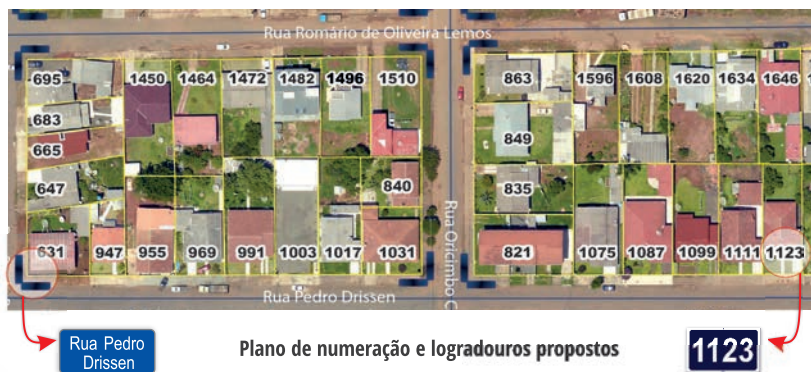 Rua Romário de Oliveira Lemos
695 1450 1464 1472 1482 1496 1510 863 1596 1608 1620 1634 1646
683
665
849
647 840 835
631 947 955 969 991 1003 1017 1031 821 1075 1087 1099 1111 1123
Rua Oricimbo C
Rua Pedro Drissen
Rua Pedro
Drissen
Plano de numeração e logradouros propostos
1123